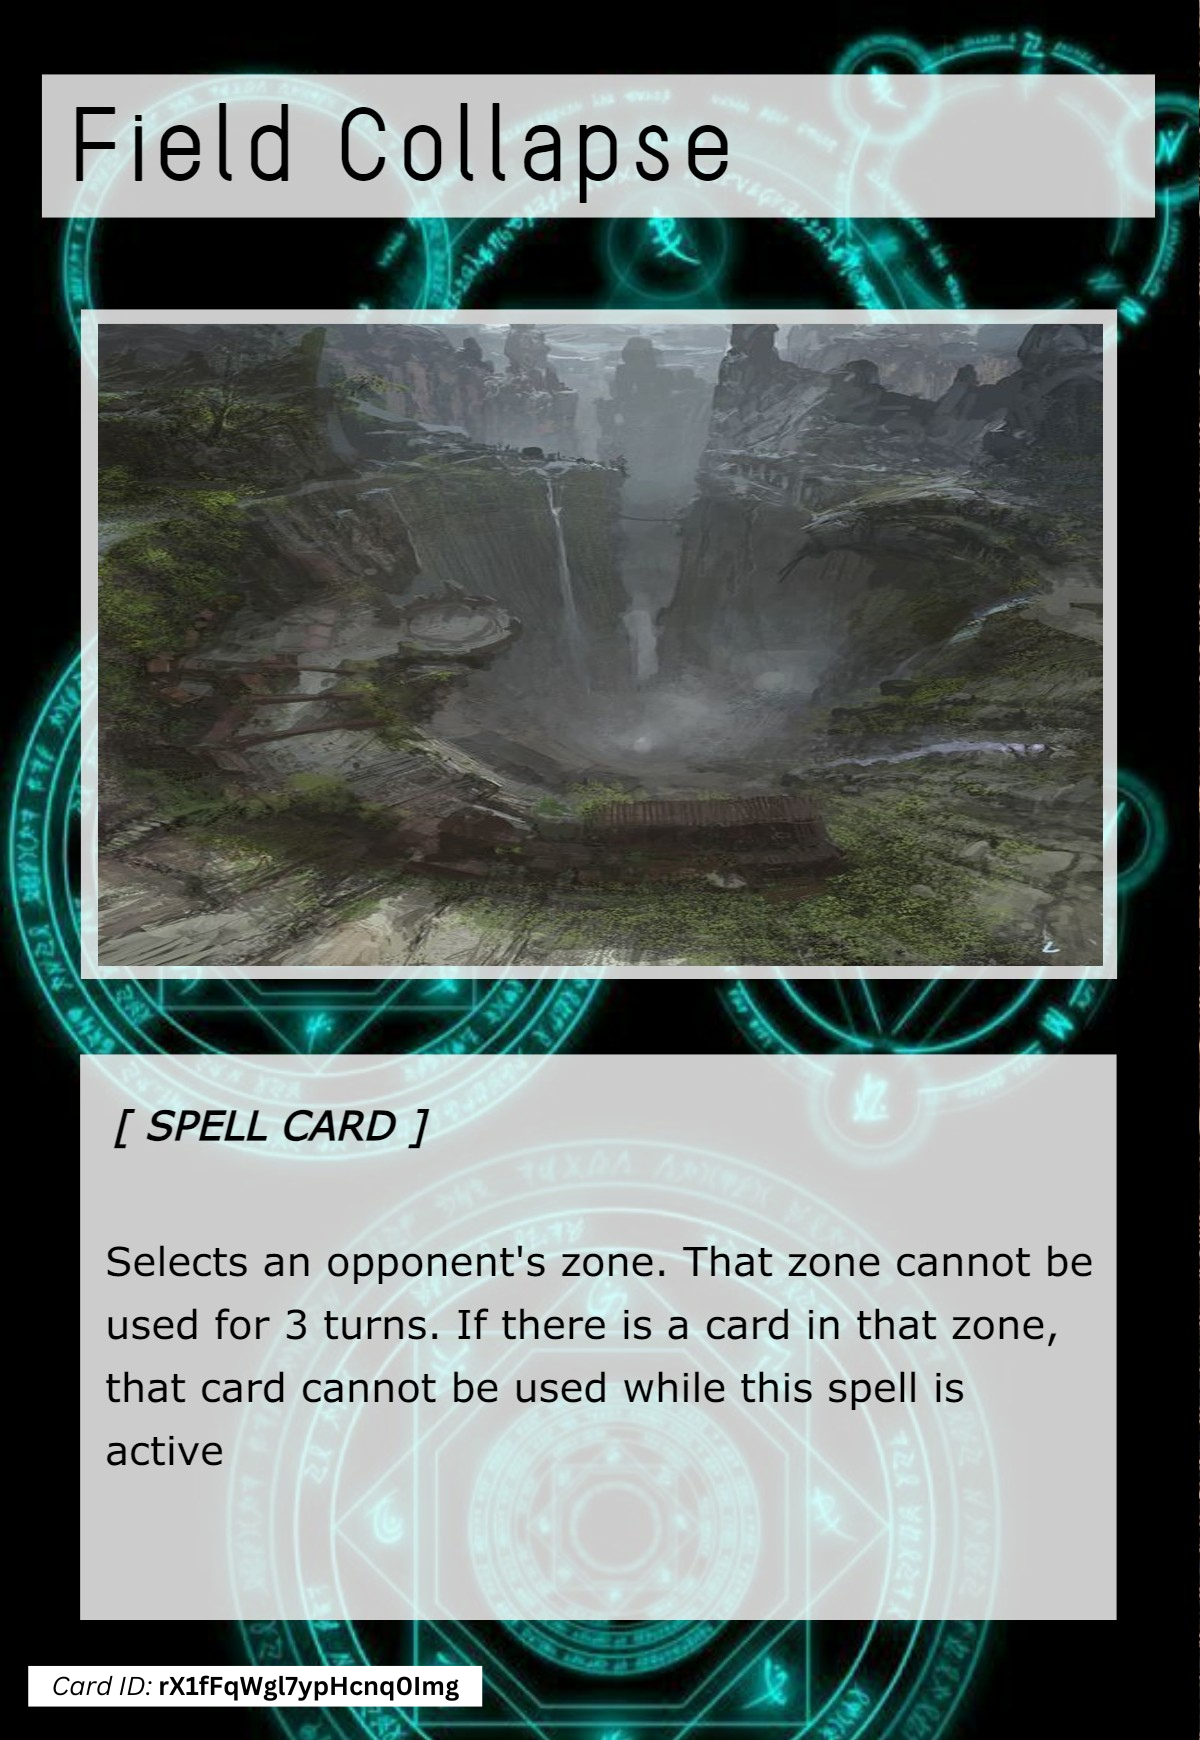 Field Collapse
[ SPELL CARD ]
Selects an opponent's zone. That zone cannot be
used for 3 turns. If there is a card in that zone,
that card cannot be used while this spell is
active
Card ID: rX1fFqWgl7ypHcnq0Img